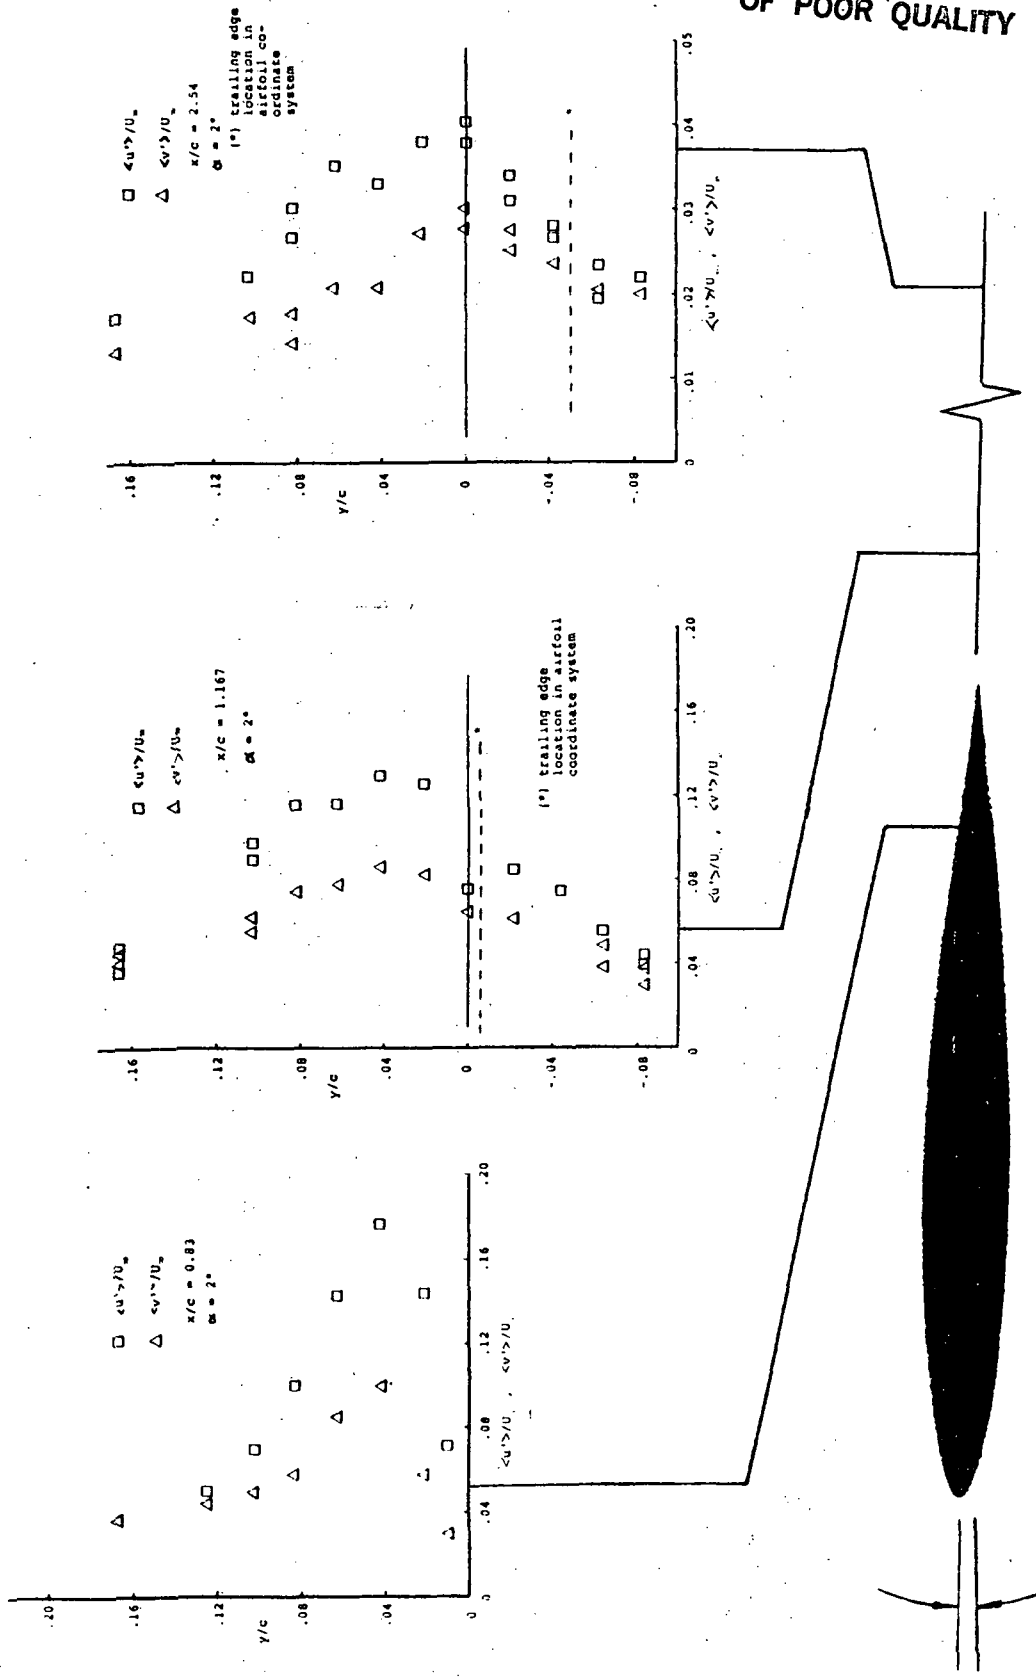 OF POOR QUALITY
□ <u'>/U∞
△ <v'>/U∞
x/c = 0.83
α = 2°
.20
.16
.12
.08
.04
0
y/c
0
.04
.08
.12
.16
.20
<u'>/U , <v'>/U
□ <u'>/U∞
△ <v'>/U∞
x/c = 1.167
α = 2°
.16
.12
.08
.04
0
-.04
-.08
y/c
0
.04
.08
.12
.16
.20
<u'>/U , <v'>/U
*
(*) trailing edge
location in airfoil
coordinate system
□ <u'>/U∞
△ <v'>/U∞
x/c = 2.54
α = 2°
(*) trailing edge
location in
airfoil co-
ordinate
system
.16
.12
.08
.04
0
-.04
-.08
y/c
0
.01
.02
.03
.04
.05
<u'>/U , <v'>/U
*